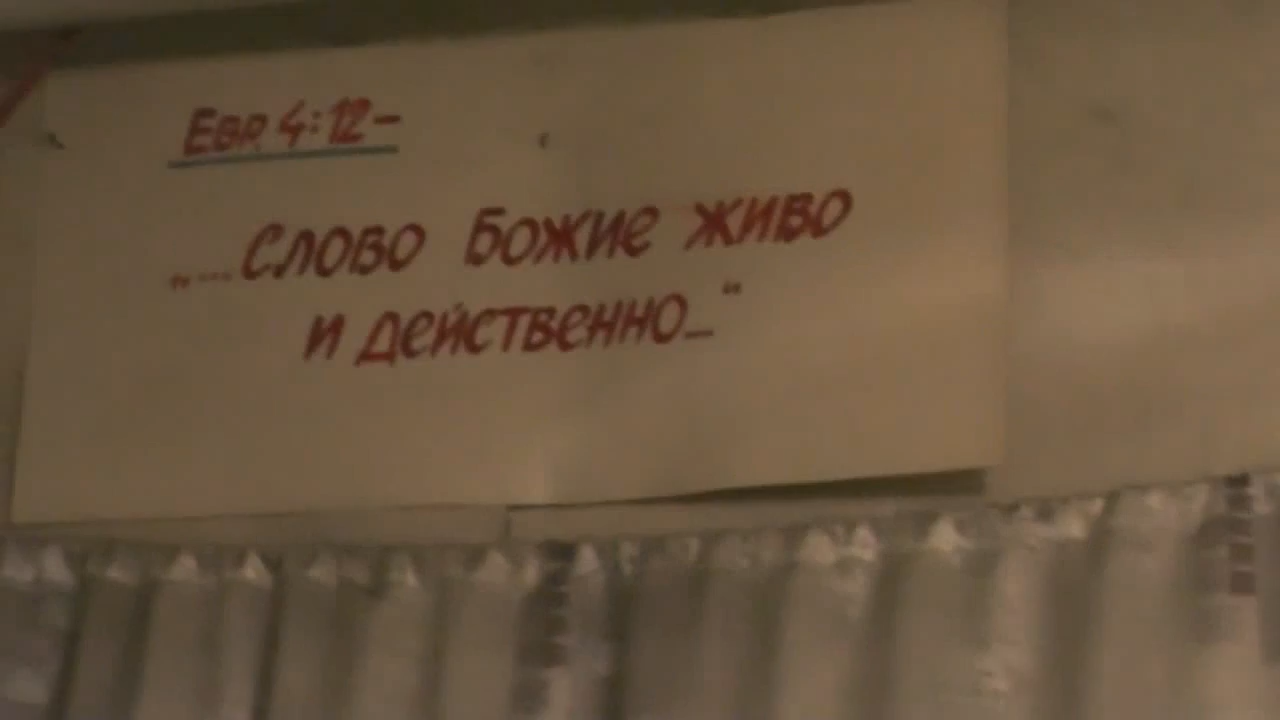 Евр. 4:12-
„...Слово Божие живо
и действенно..."